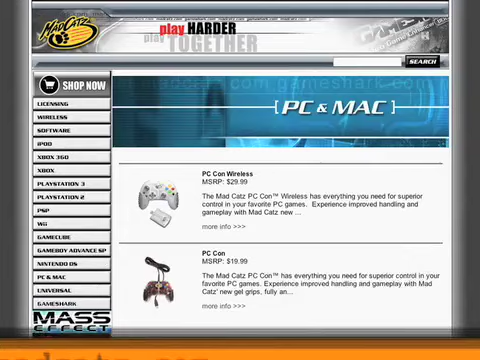 MAD CATZ
play HARDER
play TOGETHER
SEARCH
SHOP NOW
LICENSING
WIRELESS
SOFTWARE
iPOD
XBOX 360
XBOX
PLAYSTATION 3
PLAYSTATION 2
PSP
Wii
GAMECUBE
GAMEBOY ADVANCE SP
NINTENDO DS
PC & MAC
UNIVERSAL
GAMESHARK
MASS
EFFECT
[ PC & MAC ]
PC Con Wireless
MSRP: $29.99
The Mad Catz PC Con™ Wireless has everything you need for superior
control in your favorite PC games. Experience improved handling and
gameplay with Mad Catz new ...
more info >>>
PC Con
MSRP: $19.99
The Mad Catz PC Con™ has everything you need for superior control in your
favorite PC games. Experience improved handling and gameplay with Mad
Catz' new gel grips, fully an...
more info >>>
madcatz.com